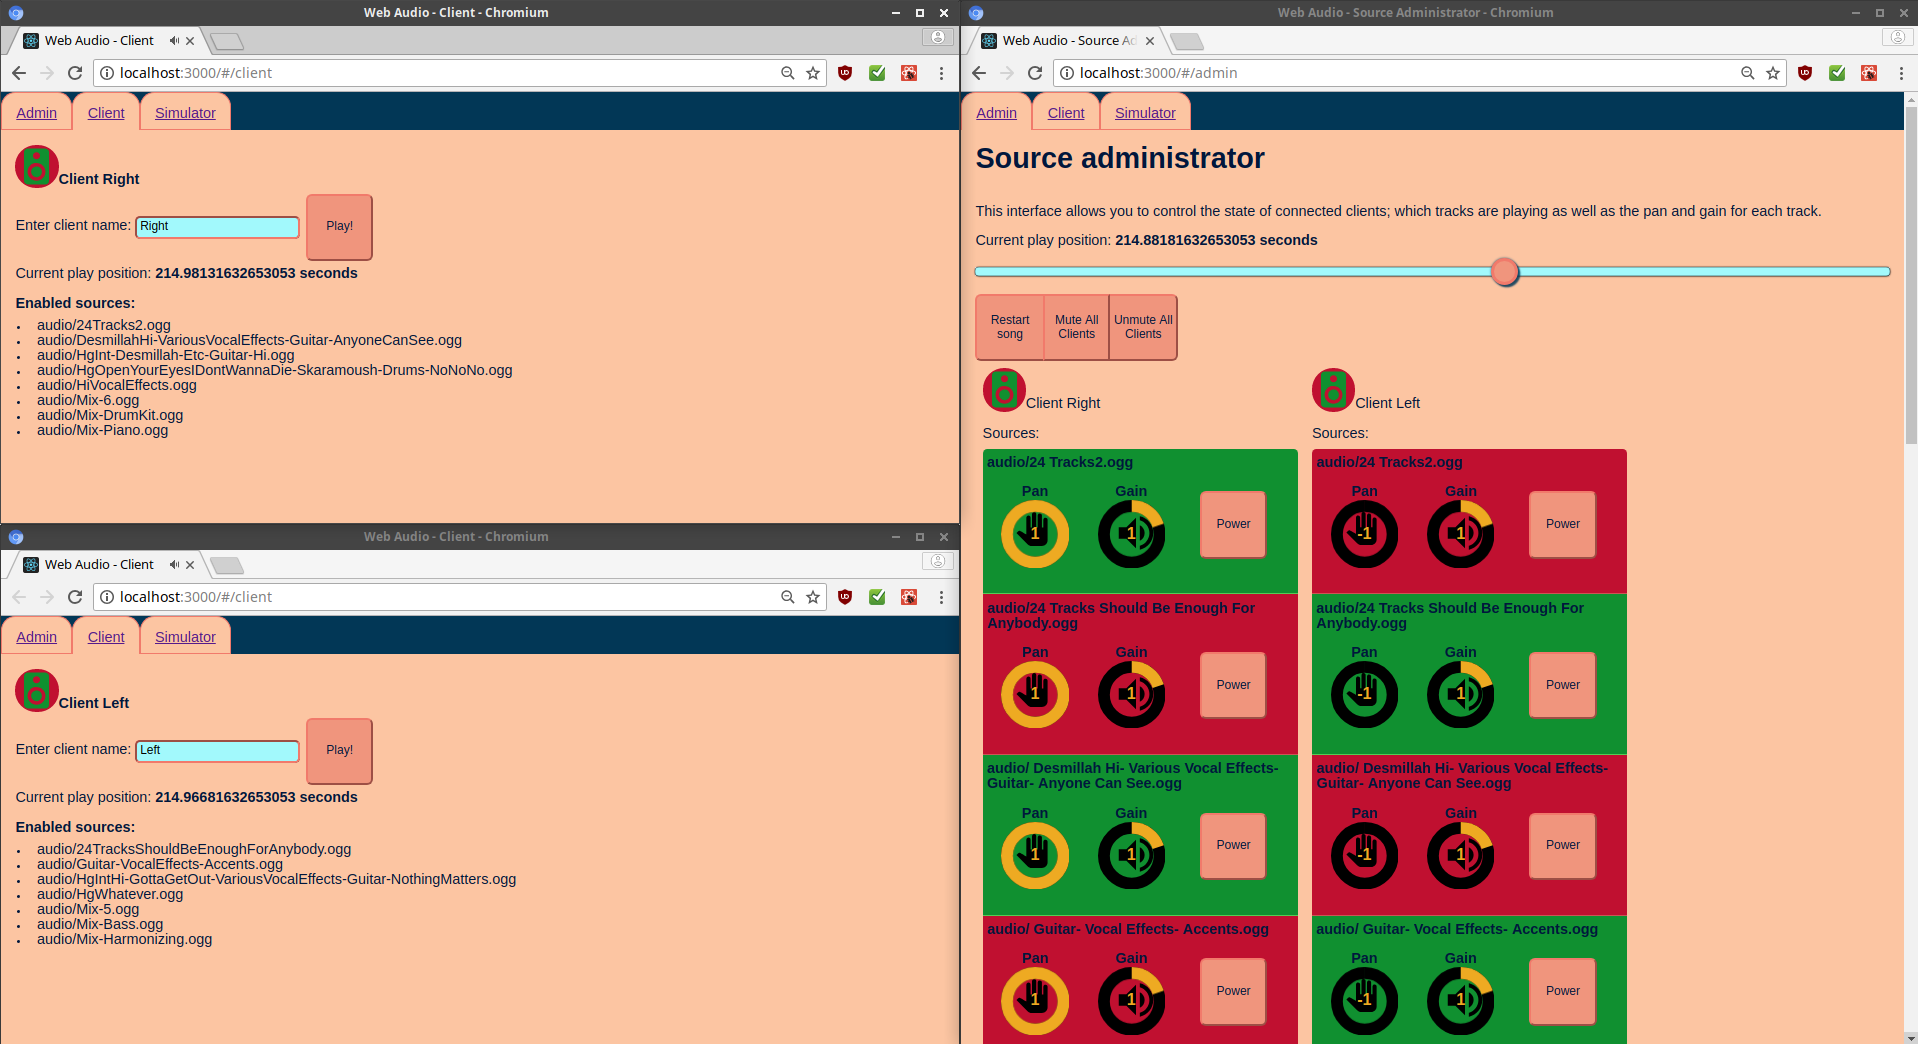 Web Audio - Client - Chromium
Web Audio - Client
localhost:3000/#/client
Admin Client Simulator
Client Right
Enter client name: Right Play!
Current play position: 214.98131632653053 seconds
Enabled sources:
• audio/24Tracks2.ogg
• audio/DesmillahHi-VariousVocalEffects-Guitar-AnyoneCanSee.ogg
• audio/HgInt-Desmillah-Etc-Guitar-Hi.ogg
• audio/HgOpenYourEyesIDontWannaDie-Skaramoush-Drums-NoNoNo.ogg
• audio/HiVocalEffects.ogg
• audio/Mix-6.ogg
• audio/Mix-DrumKit.ogg
• audio/Mix-Piano.ogg
Web Audio - Client - Chromium
Web Audio - Client
localhost:3000/#/client
Admin Client Simulator
Client Left
Enter client name: Left Play!
Current play position: 214.96681632653053 seconds
Enabled sources:
• audio/24TracksShouldBeEnoughForAnybody.ogg
• audio/Guitar-VocalEffects-Accents.ogg
• audio/HgIntHi-GottaGetOut-VariousVocalEffects-Guitar-NothingMatters.ogg
• audio/HgWhatever.ogg
• audio/Mix-5.ogg
• audio/Mix-Bass.ogg
• audio/Mix-Harmonizing.ogg
Web Audio - Source Administrator - Chromium
Web Audio - Source Ad
localhost:3000/#/admin
Admin Client Simulator
Source administrator
This interface allows you to control the state of connected clients; which tracks are playing as well as the pan and gain for each track.
Current play position: 214.88181632653053 seconds
Restart Mute All Unmute All
song Clients Clients
Client Right
Sources:
audio/24 Tracks2.ogg
Pan Gain
1 1 Power
audio/24 Tracks Should Be Enough For
Anybody.ogg
Pan Gain
1 1 Power
audio/ Desmillah Hi- Various Vocal Effects-
Guitar- Anyone Can See.ogg
Pan Gain
1 1 Power
audio/ Guitar- Vocal Effects- Accents.ogg
Pan Gain
1 1 Power
Client Left
Sources:
audio/24 Tracks2.ogg
Pan Gain
-1 1 Power
audio/24 Tracks Should Be Enough For
Anybody.ogg
Pan Gain
-1 1 Power
audio/ Desmillah Hi- Various Vocal Effects-
Guitar- Anyone Can See.ogg
Pan Gain
-1 1 Power
audio/ Guitar- Vocal Effects- Accents.ogg
Pan Gain
-1 1 Power